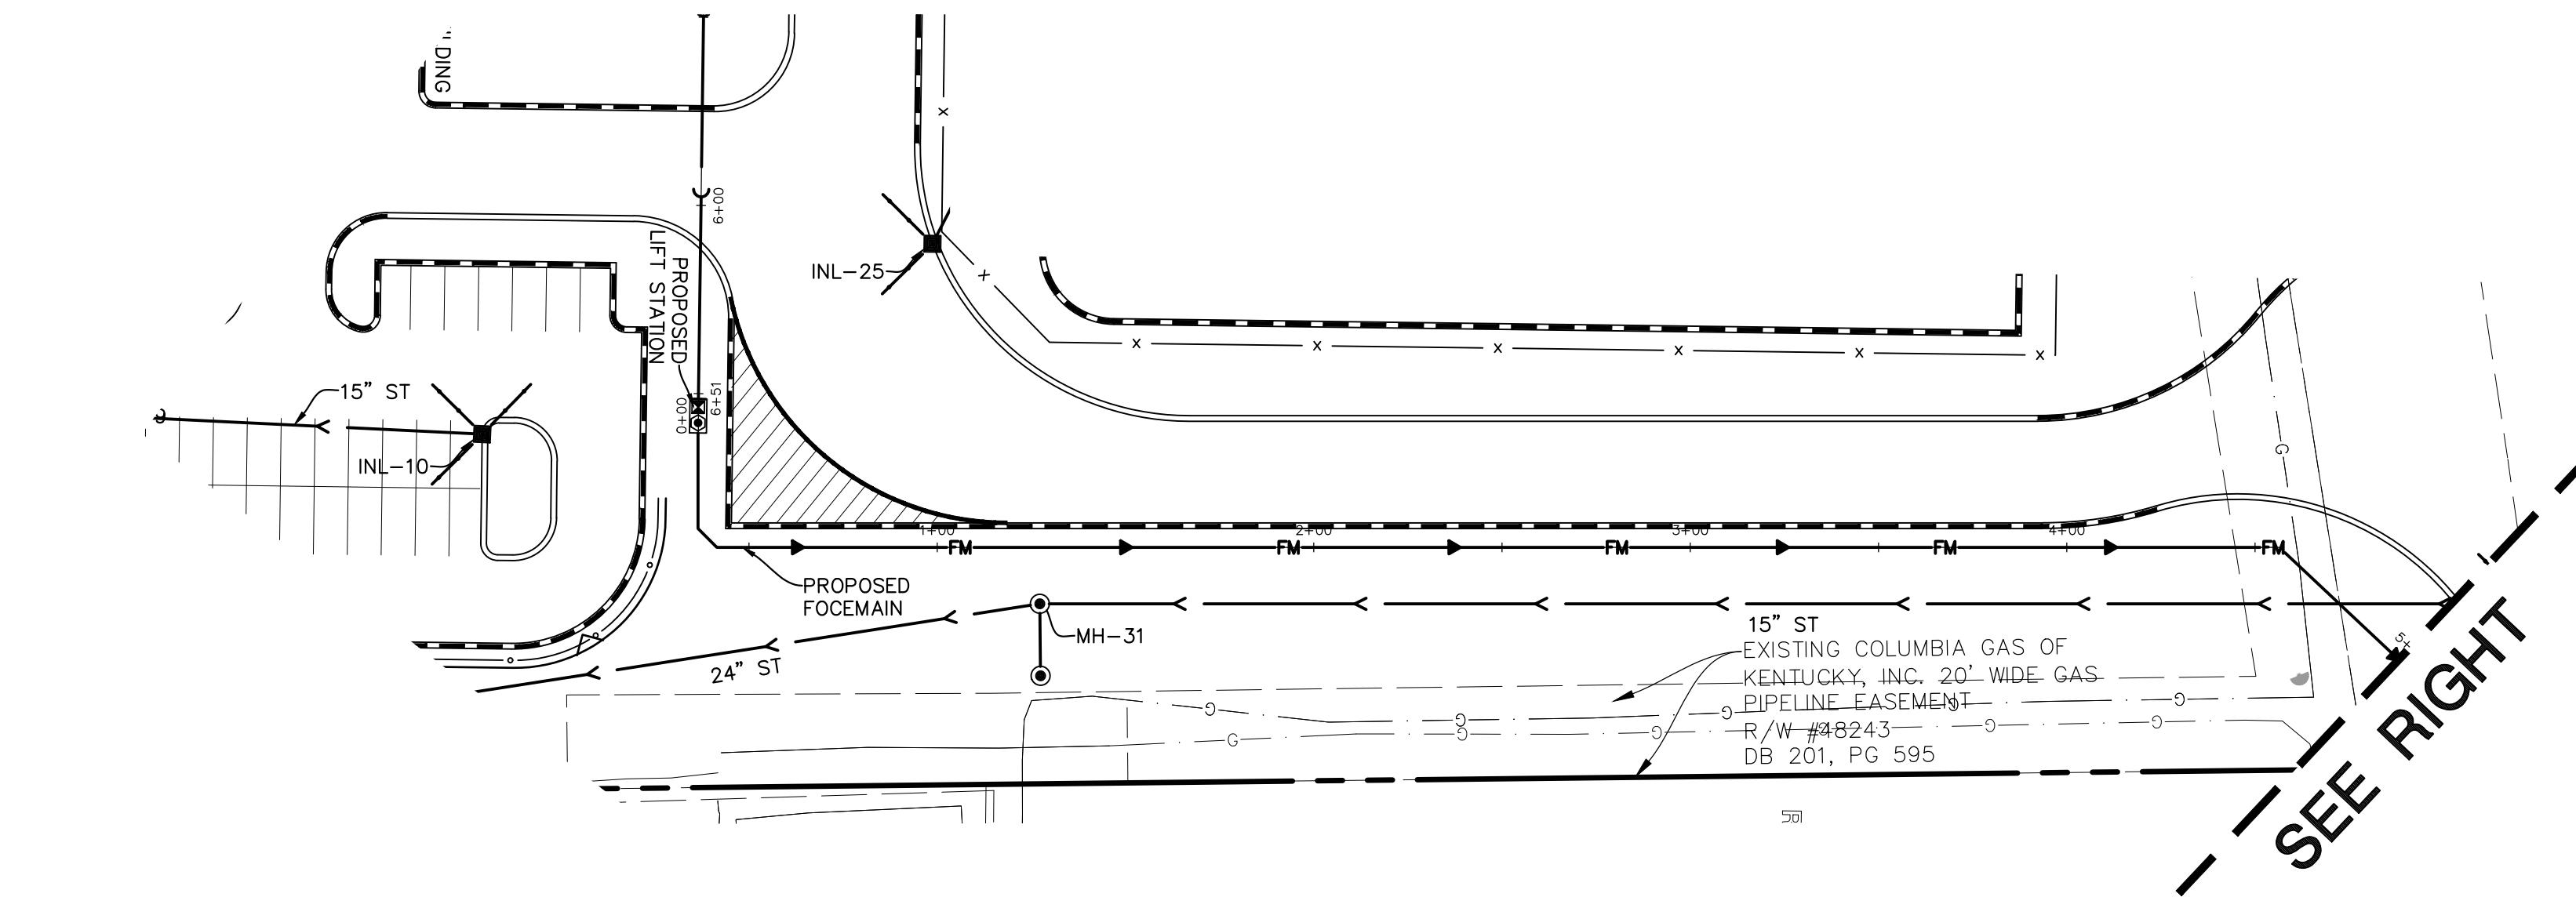 DING
6+00
LIFT STATION
PROPOSED
INL-25
x
x
x
x
x
x
x
x
6+51
0+00
15" ST
INL-10
G
1+00
2+00
3+00
4+00
FM
FM
FM
FM
FM
PROPOSED
FOCEMAIN
MH-31
24" ST
15" ST
EXISTING COLUMBIA GAS OF
KENTUCKY, INC. 20' WIDE GAS
PIPELINE EASEMENT
R/W #48243
DB 201, PG 595
G
G
G
G
G
G
G
G
G
G
G
5+
SEE RIGHT